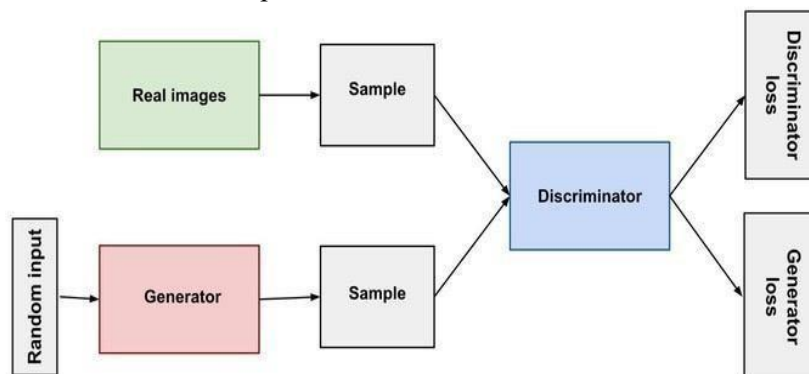 Real images
Sample
Discriminator
loss
Discriminator
Random input
Generator
Sample
Generator
loss